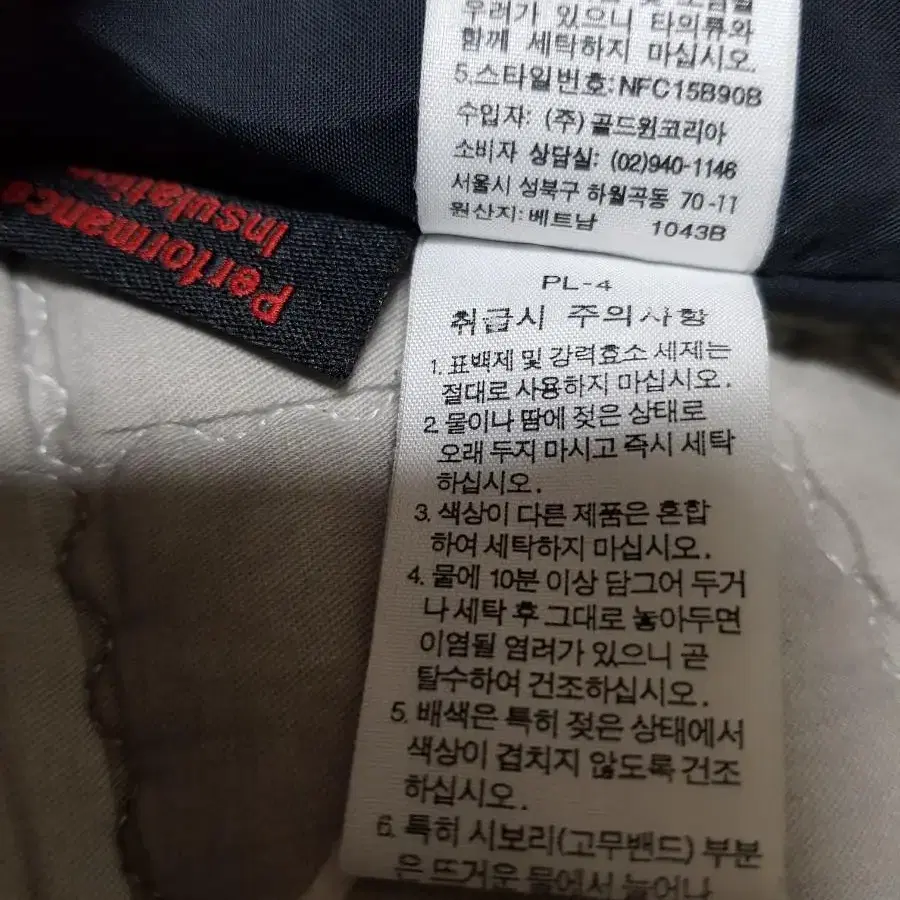 우려가 있으니 타의류와
함께 세탁하지 마십시오.
5.스타일번호: NFC15B90B
수입자: (주) 골드윈코리아
소비자 상담실: (02)940-1146
서울시 성북구 하월곡동 70-11
원산지: 베트남 1043B
Performance
Insulation
PL-4
취급시 주의사항
1. 표백제 및 강력효소 세제는
절대로 사용하지 마십시오.
2. 물이나 땀에 젖은 상태로
오래 두지 마시고 즉시 세탁
하십시오.
3. 색상이 다른 제품은 혼합
하여 세탁하지 마십시오.
4. 물에 10분 이상 담그어 두거
나 세탁 후 그대로 놓아두면
이염될 염려가 있으니 곧
탈수하여 건조하십시오.
5. 배색은 특히 젖은 상태에서
색상이 겹치지 않도록 건조
하십시오.
6. 특히 시보리(고무밴드) 부분
은 뜨거운 물에서 늘어나